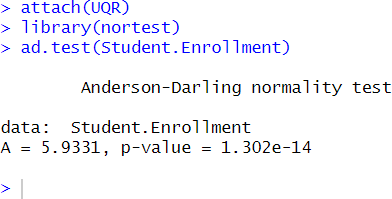 > attach(UQR)
> library(nortest)
> ad.test(Student.Enrollment)
Anderson-Darling normality test
data:  Student.Enrollment
A = 5.9331, p-value = 1.302e-14
>